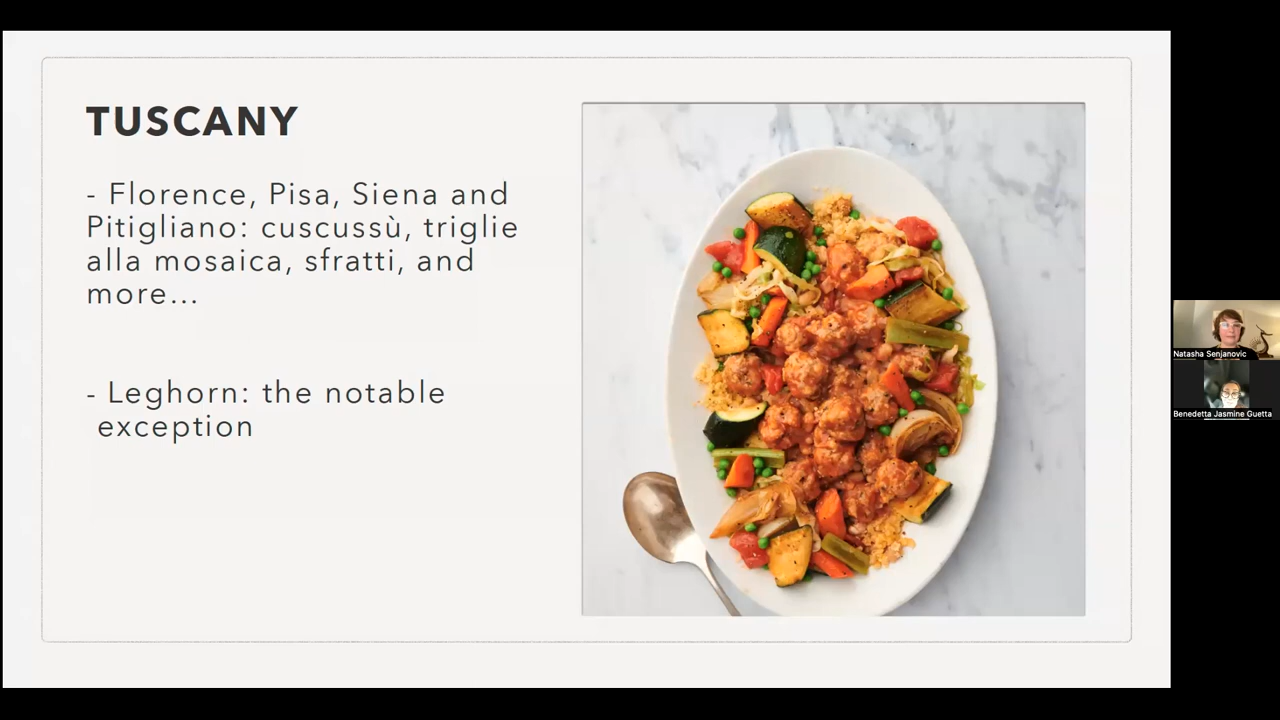 TUSCANY
- Florence, Pisa, Siena and
Pitigliano: cuscussù, triglie
alla mosaica, sfratti, and
more...
- Leghorn: the notable
exception
Natasha Senjanovic
Benedetta Jasmine Guetta